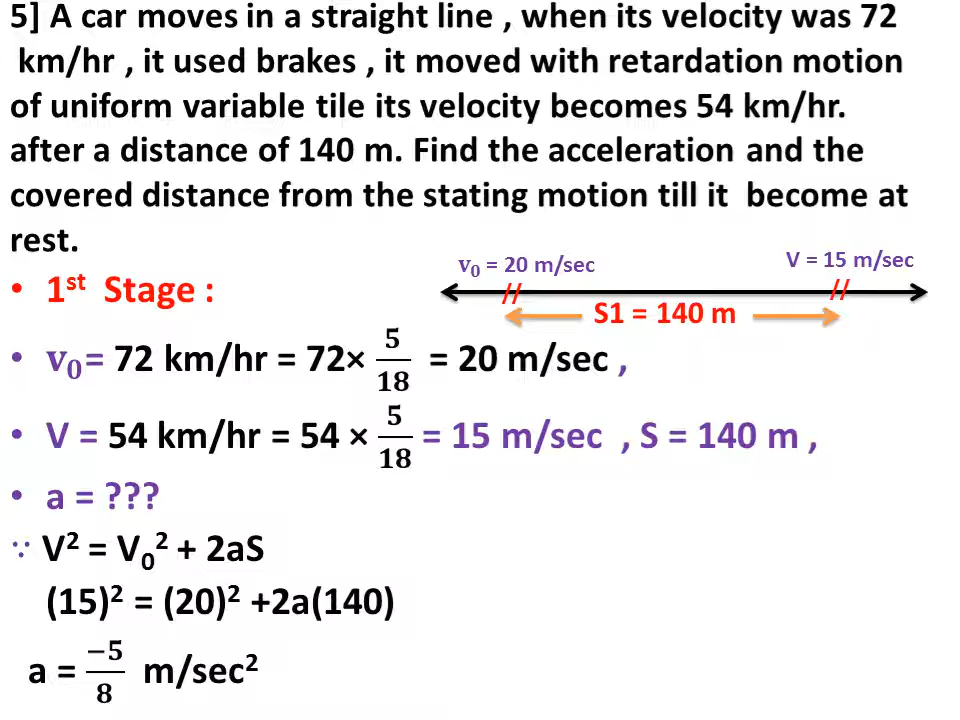 5] A car moves in a straight line , when its velocity was 72
km/hr , it used brakes , it moved with retardation motion
of uniform variable tile its velocity becomes 54 km/hr.
after a distance of 140 m. Find the acceleration and the
covered distance from the stating motion till it become at
rest.
v₀ = 20 m/sec
V = 15 m/sec
• 1ˢᵗ Stage :
S1 = 140 m
• v₀= 72 km/hr = 72× 5/18 = 20 m/sec ,
• V = 54 km/hr = 54 × 5/18 = 15 m/sec , S = 140 m ,
• a = ???
∵ V² = V₀² + 2aS
(15)² = (20)² +2a(140)
a = −5/8 m/sec²